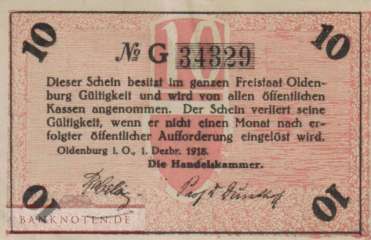 10 10
10
№ G 34329
Dieser Schein besitzt im ganzen Freistaat Olden-
burg Gültigkeit und wird von allen öffentlichen
Kassen angenommen. Der Schein verliert seine
Gültigkeit, wenn er nicht einen Monat nach er-
folgter öffentlicher Aufforderung eingelöst wird.
Oldenburg i. O., 1. Dezbr. 1918.
Die Handelskammer.
10 10
BANKNOTEN.DE